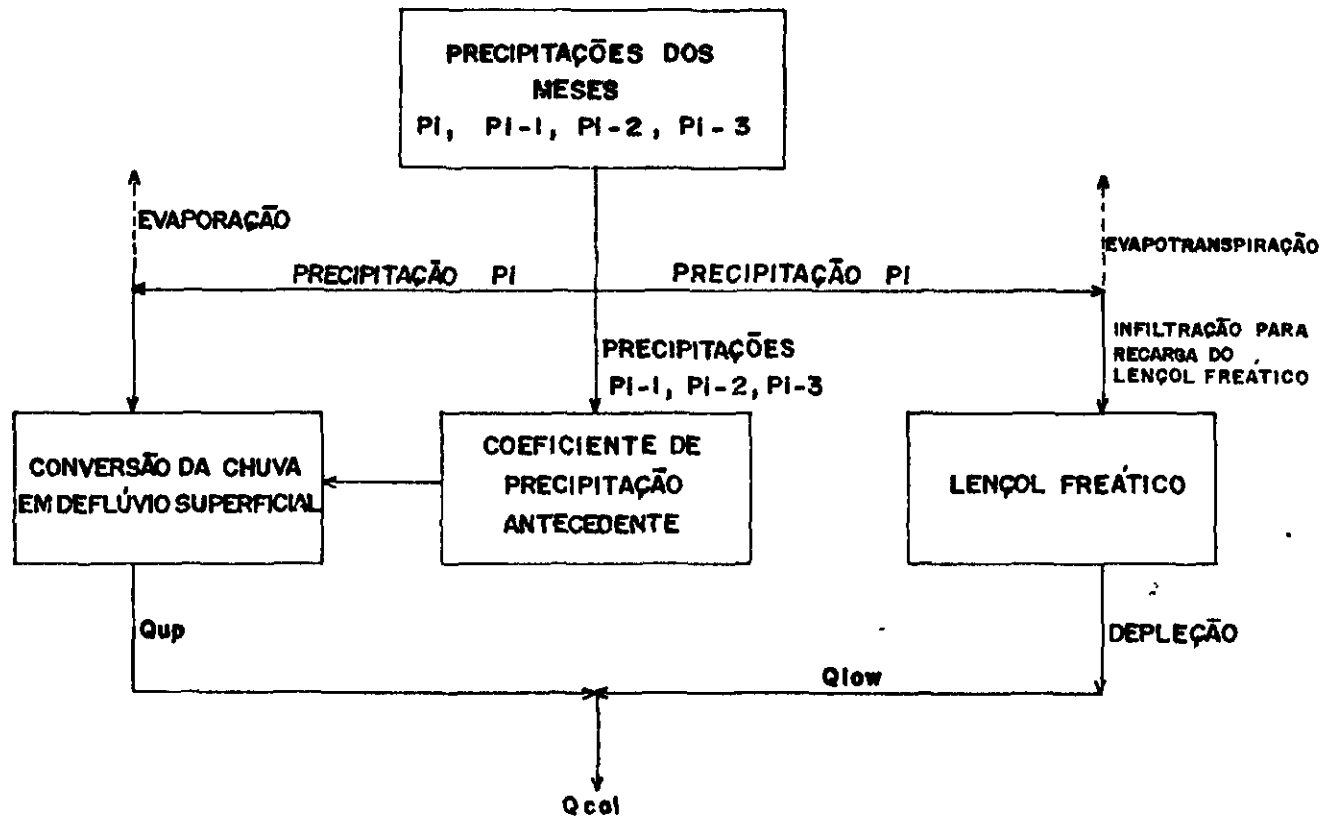 PRECIPITAÇÕES DOS
MESES
Pi, Pi-1, Pi-2, Pi-3
EVAPORAÇÃO
EVAPOTRANSPIRAÇÃO
PRECIPITAÇÃO Pi
PRECIPITAÇÃO Pi
INFILTRAÇÃO PARA
RECARGA DO
LENÇOL FREÁTICO
PRECIPITAÇÕES
Pi-1, Pi-2, Pi-3
CONVERSÃO DA CHUVA
EM DEFLÚVIO SUPERFICIAL
COEFICIENTE DE
PRECIPITAÇÃO
ANTECEDENTE
LENÇOL FREÁTICO
Qup
DEPLEÇÃO
Qlow
Qcal